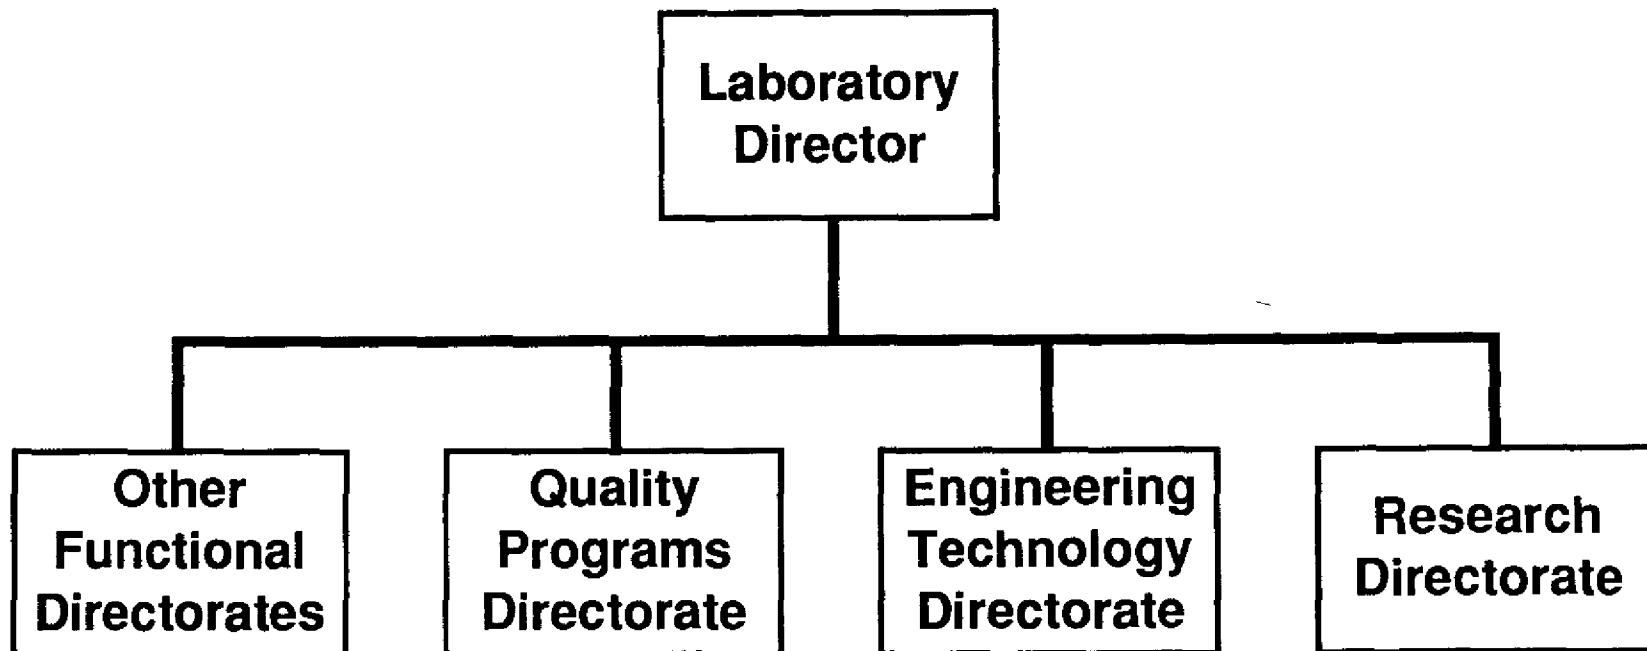 Laboratory
Director
Other
Functional
Directorates
Quality
Programs
Directorate
Engineering
Technology
Directorate
Research
Directorate